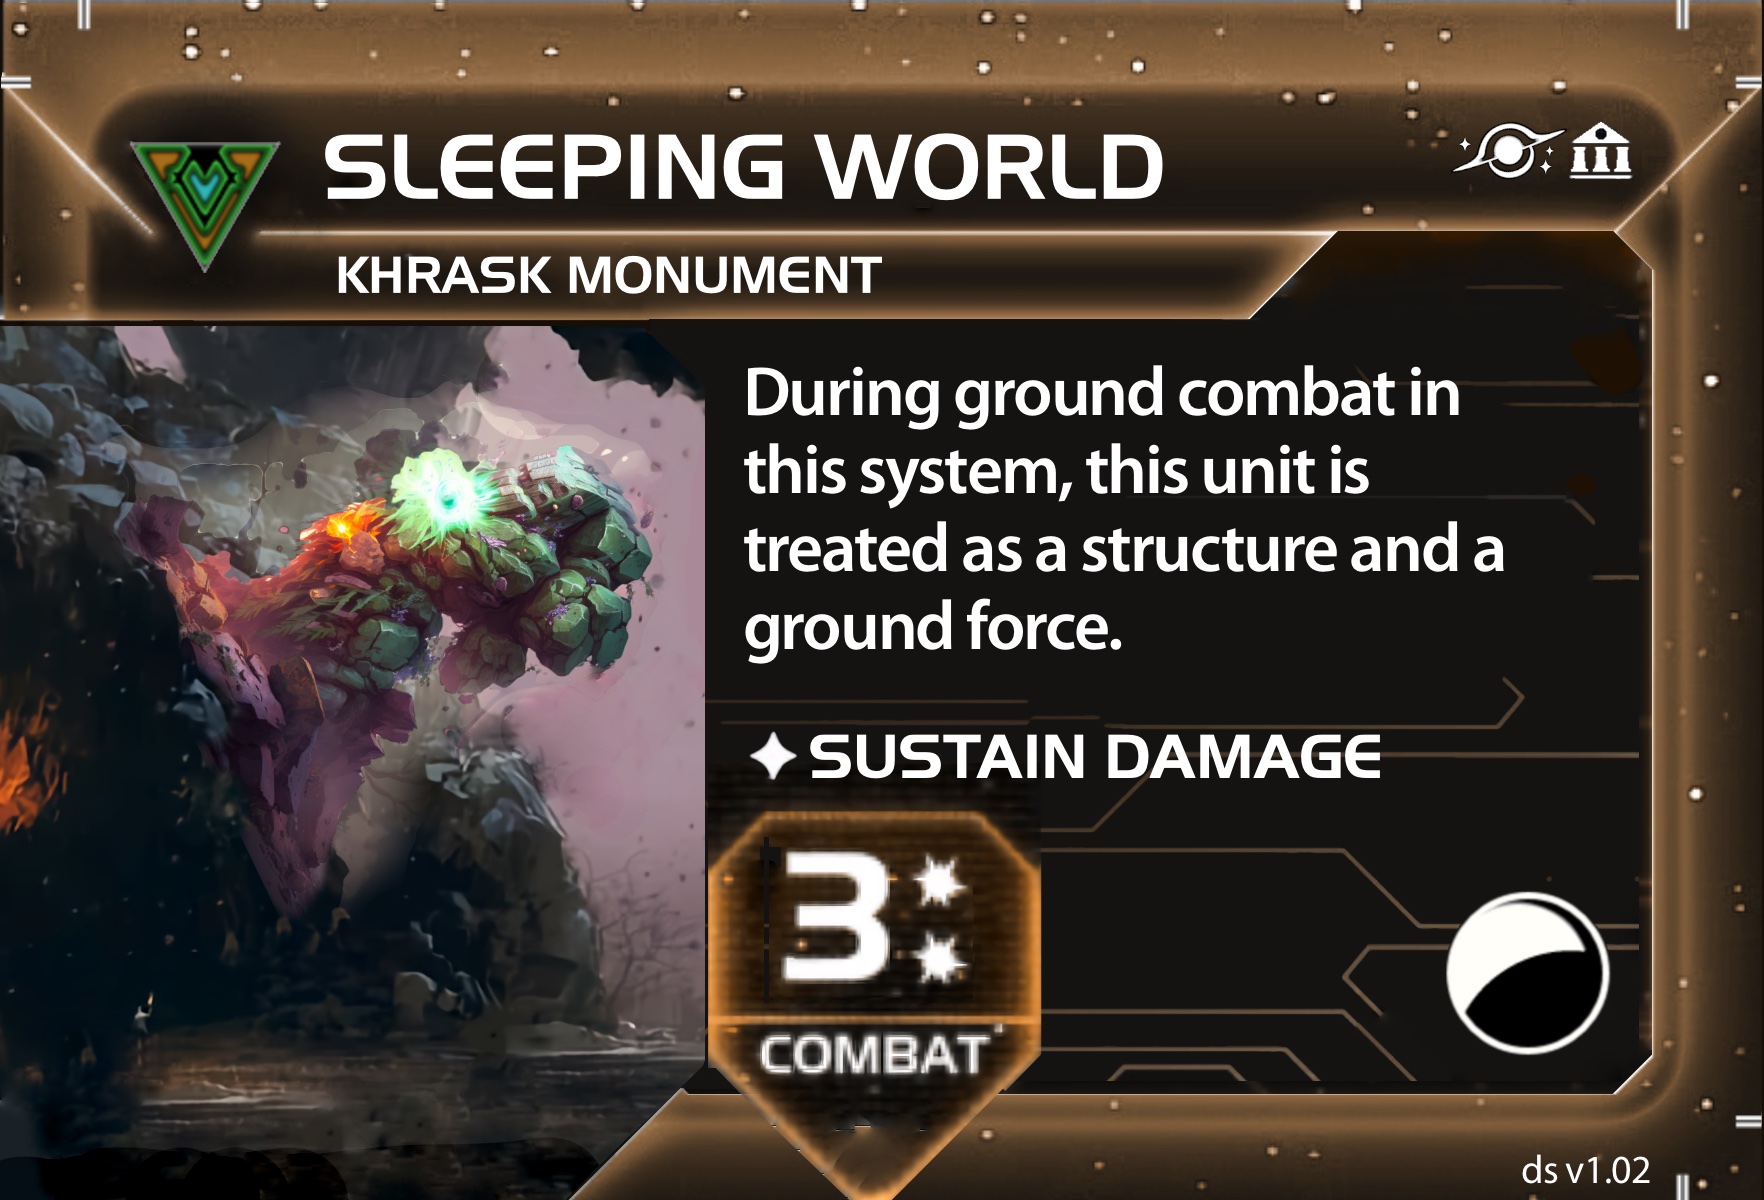 SLEEPING WORLD
KHRASK MONUMENT
During ground combat in
this system, this unit is
treated as a structure and a
ground force.
SUSTAIN DAMAGE
3
COMBAT
ds v1.02